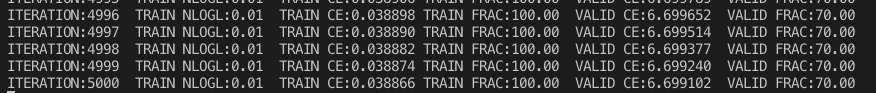 ITERATION:4996  TRAIN NLOGL:0.01  TRAIN CE:0.038898 TRAIN FRAC:100.00  VALID CE:6.699652  VALID FRAC:70.00
ITERATION:4997  TRAIN NLOGL:0.01  TRAIN CE:0.038890 TRAIN FRAC:100.00  VALID CE:6.699514  VALID FRAC:70.00
ITERATION:4998  TRAIN NLOGL:0.01  TRAIN CE:0.038882 TRAIN FRAC:100.00  VALID CE:6.699377  VALID FRAC:70.00
ITERATION:4999  TRAIN NLOGL:0.01  TRAIN CE:0.038874 TRAIN FRAC:100.00  VALID CE:6.699240  VALID FRAC:70.00
ITERATION:5000  TRAIN NLOGL:0.01  TRAIN CE:0.038866 TRAIN FRAC:100.00  VALID CE:6.699102  VALID FRAC:70.00